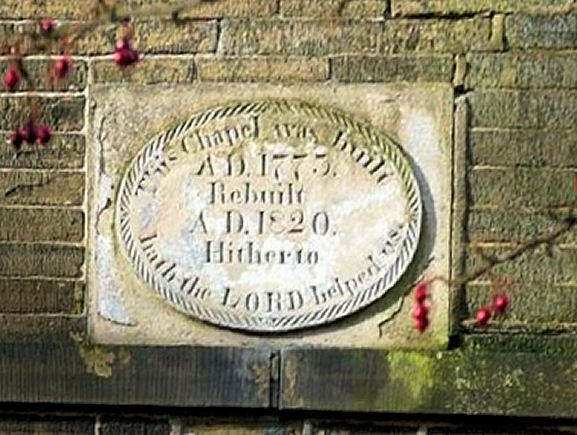 This Chapel was Built
A.D. 1775.
Rebuilt
A.D. 1820.
Hitherto
hath the LORD helped us.